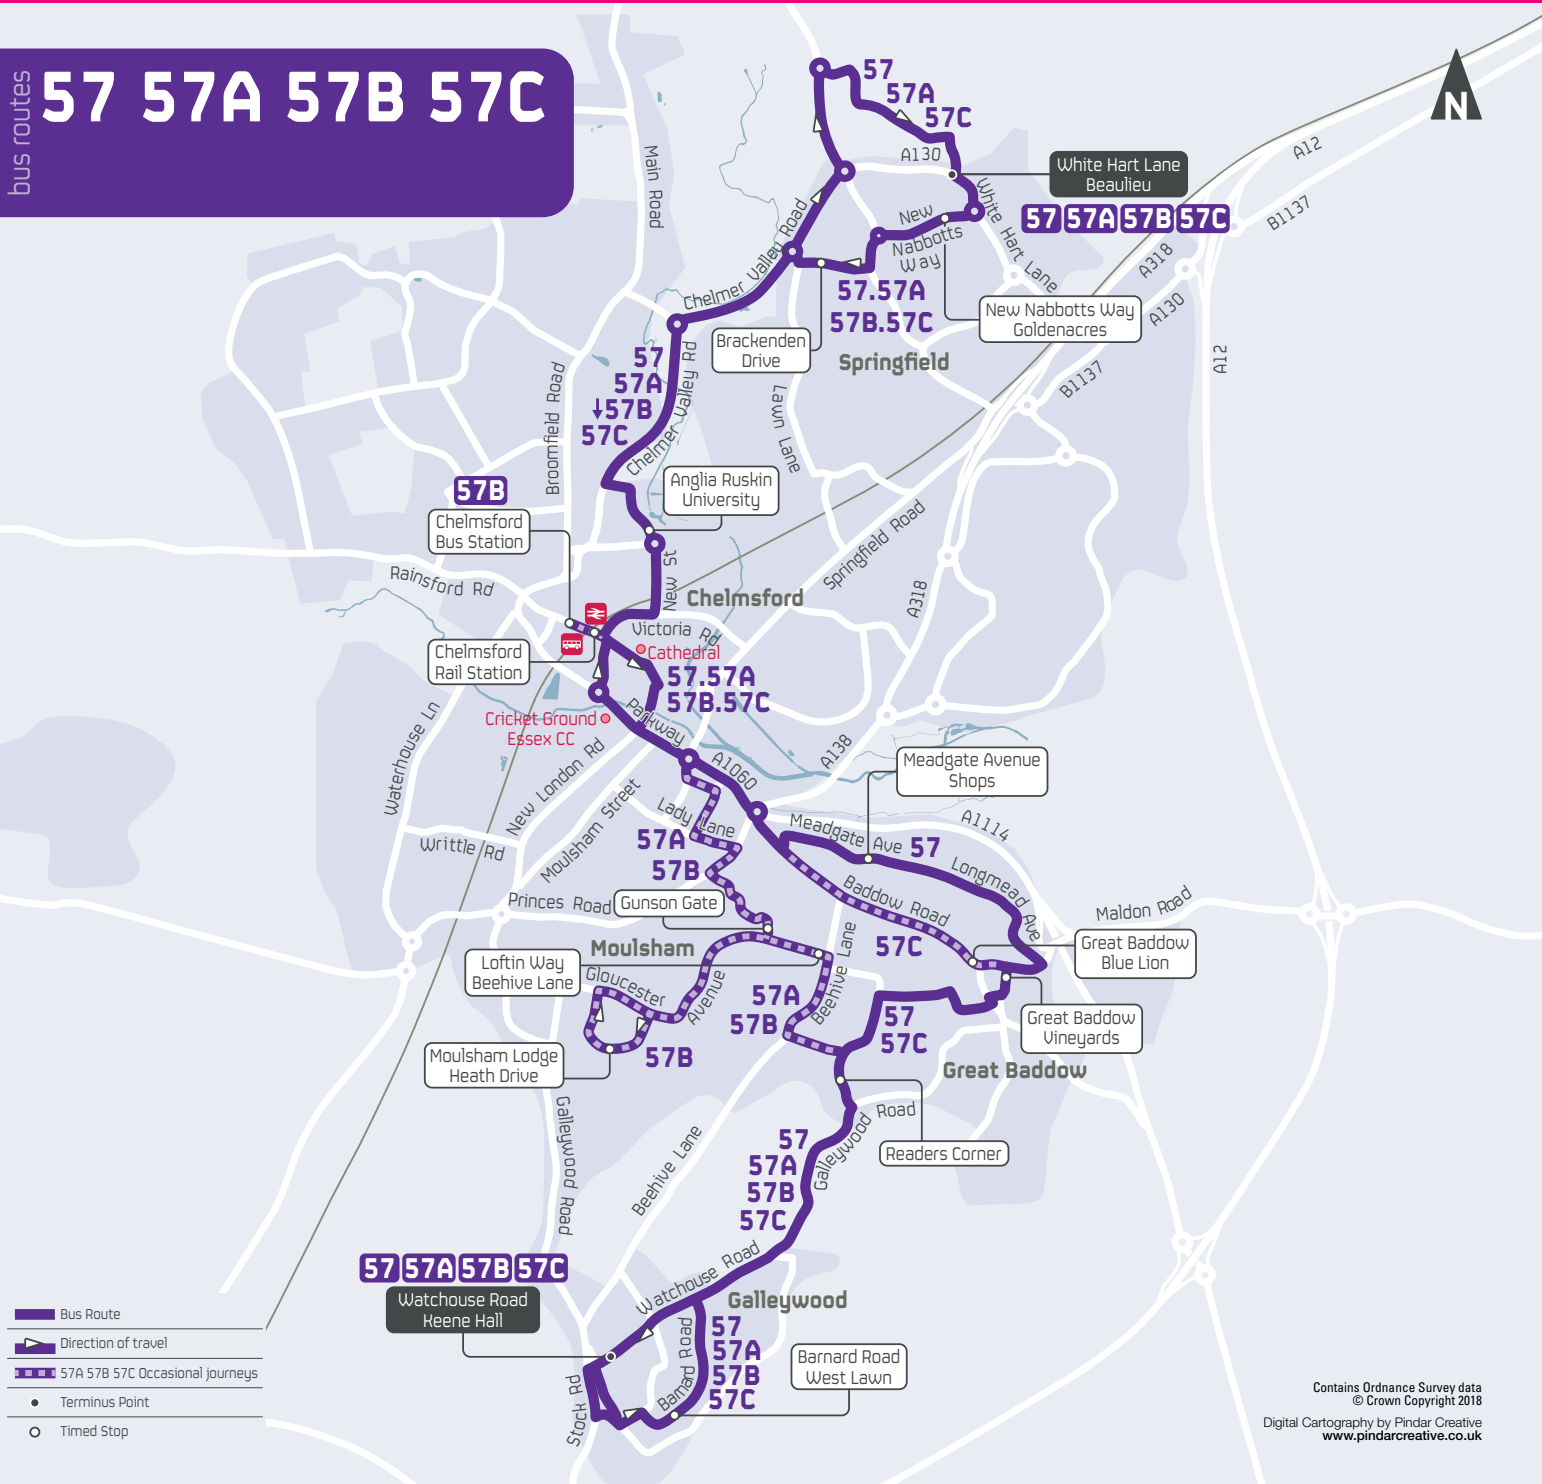 bus routes
57 57A 57B 57C
N
57
57A
57C
A130
White Hart Lane
Beaulieu
57 57A 57B 57C
A12
B1137
Main Road
White Hart Lane
New
Nabbotts
Way
A318
A130
Chelmer Valley Road
57.57A
57B.57C
New Nabbotts Way
Goldenacres
Brackenden
Drive
Springfield
A12
B1137
57
57A
↓57B
57C
Chelmer Valley Rd
Broomfield Road
Lawn Lane
Anglia Ruskin
University
57B
Chelmsford
Bus Station
Springfield Road
Rainsford Rd
New St
Chelmsford
A318
Victoria Rd
Cathedral
Chelmsford
Rail Station
57.57A
57B.57C
Cricket Ground
Essex CC
Parkway
Waterhouse Ln
New London Rd
A138
A1060
Meadgate Avenue
Shops
Moulsham Street
Lady Lane
Writtle Rd
57A
57B
Meadgate Ave
57
A1114
Longmead Ave
Baddow Road
Maldon Road
Princes Road
Gunson Gate
57C
Moulsham
Great Baddow
Blue Lion
Loftin Way
Beehive Lane
Gloucester
Avenue
Beehive Lane
57A
57B
57
57C
Great Baddow
Vineyards
Moulsham Lodge
Heath Drive
57B
Great Baddow
Galleywood Road
Galleywood Road
Beehive Lane
Readers Corner
57
57A
57B
57C
Watchouse Road
57 57A 57B 57C
Watchouse Road
Keene Hall
Galleywood
57
57A
57B
57C
Barnard Road
Barnard Road
West Lawn
Stock Rd
Bus Route
Direction of travel
57A 57B 57C Occasional journeys
Terminus Point
Timed Stop
Contains Ordnance Survey data
© Crown Copyright 2018
Digital Cartography by Pindar Creative
www.pindarcreative.co.uk